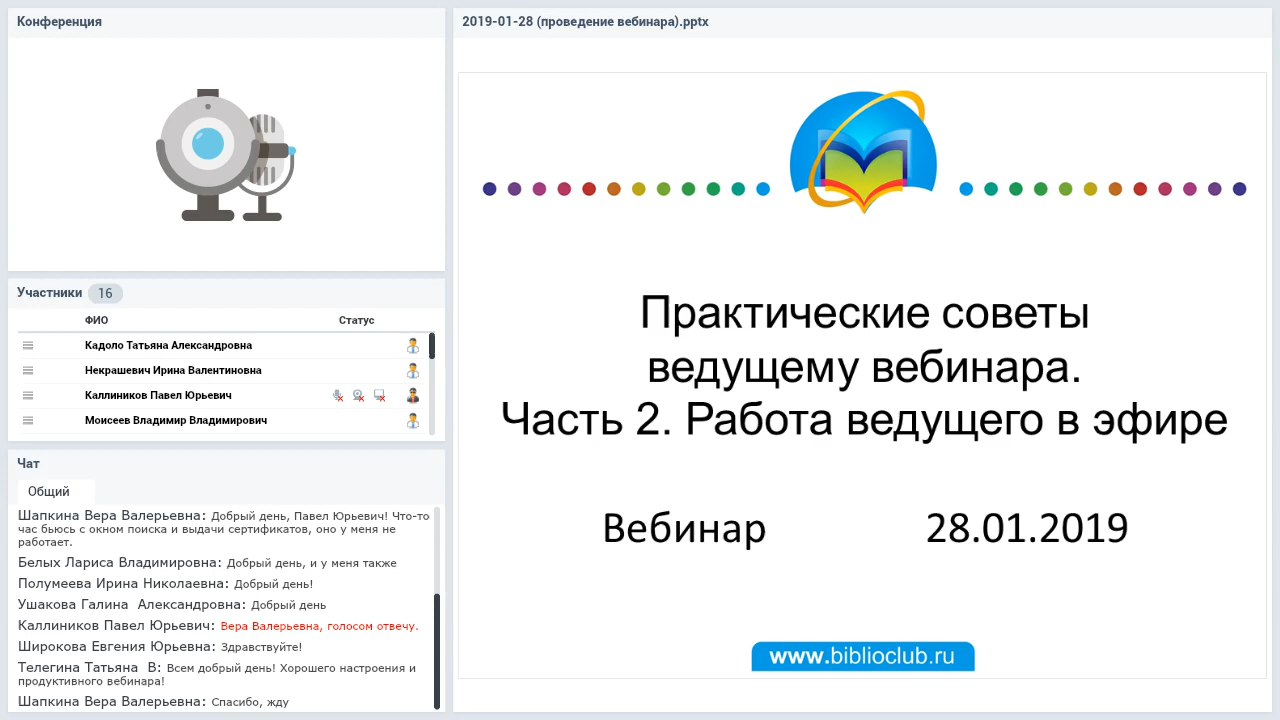 Конференция
Участники 16
ФИО Статус
Кадоло Татьяна Александровна
Некрашевич Ирина Валентиновна
Каллиников Павел Юрьевич
Моисеев Владимир Владимирович
Чат
Общий
Шапкина Вера Валерьевна: Добрый день, Павел Юрьевич! Что-то
час бьюсь с окном поиска и выдачи сертификатов, оно у меня не
работает.
Белых Лариса Владимировна: Добрый день, и у меня также
Полумеева Ирина Николаевна: Добрый день!
Ушакова Галина Александровна: Добрый день
Каллиников Павел Юрьевич: Вера Валерьевна, голосом отвечу.
Широкова Евгения Юрьевна: Здравствуйте!
Телегина Татьяна В: Всем добрый день! Хорошего настроения и
продуктивного вебинара!
Шапкина Вера Валерьевна: Спасибо, жду
2019-01-28 (проведение вебинара).pptx
Практические советы
ведущему вебинара.
Часть 2. Работа ведущего в эфире
Вебинар 28.01.2019
www.biblioclub.ru